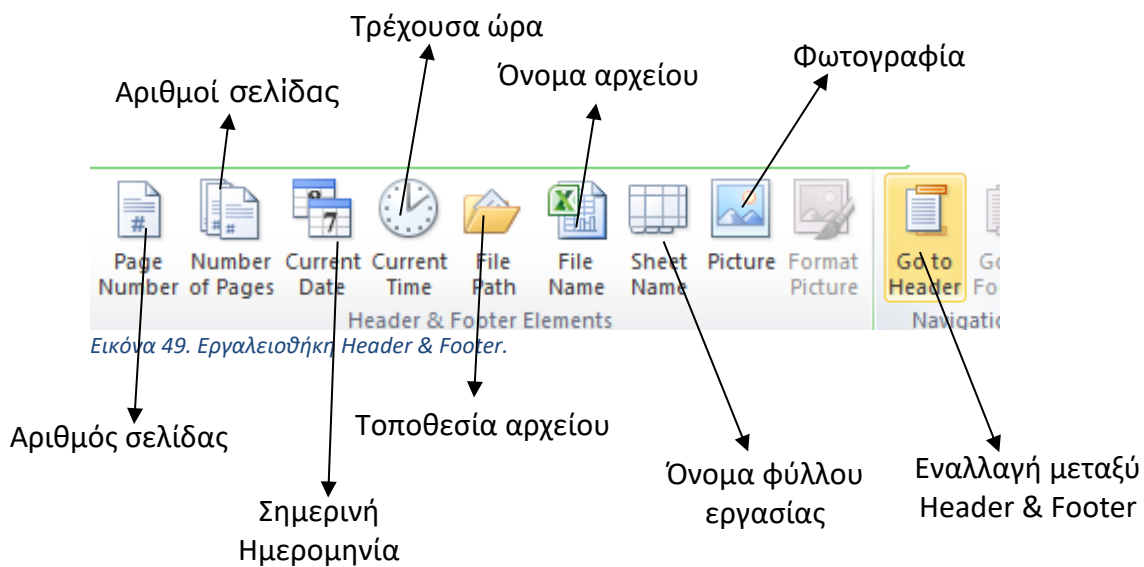 Τρέχουσα ώρα
Φωτογραφία
Όνομα αρχείου
Αριθμοί σελίδας
Page Number
Number of Pages
Current Date
Current Time
File Path
File Name
Sheet Name
Picture
Format Picture
Go to Header
Header & Footer Elements
Εικόνα 49. Εργαλειοθήκη Header & Footer.
Τοποθεσία αρχείου
Αριθμός σελίδας
Όνομα φύλλου
εργασίας
Εναλλαγή μεταξύ
Header & Footer
Σημερινή
Ημερομηνία